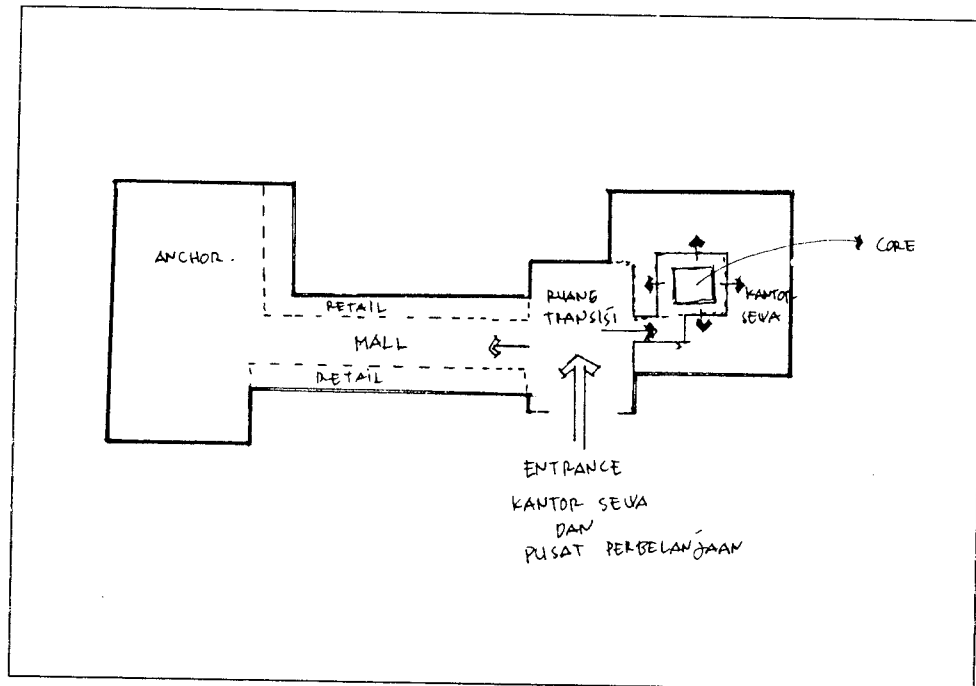 ANCHOR.
RETAIL
MALL
RETAIL
RUANG
TRANSISI
CORE
KANTOR
SEWA
ENTRANCE
KANTOR SEWA
DAN
PUSAT PERBELANJAAN